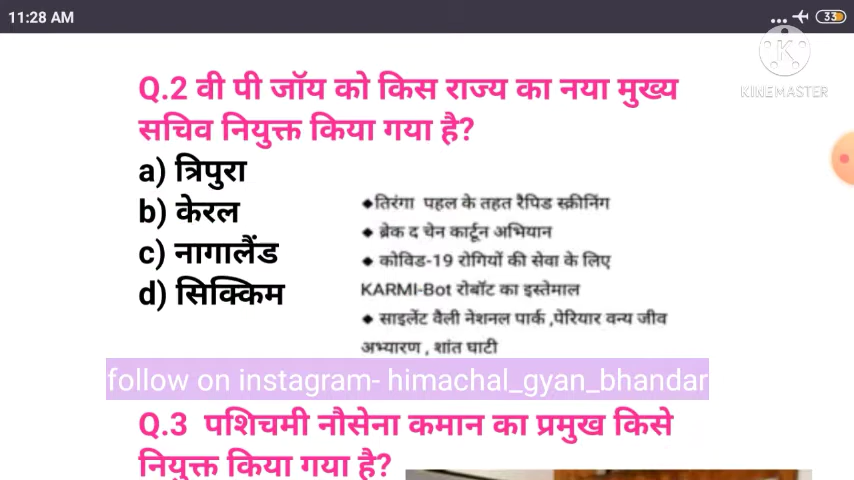 11:28 AM
33
KINEMASTER
Q.2 वी पी जॉय को किस राज्य का नया मुख्य
सचिव नियुक्त किया गया है?
a) त्रिपुरा
b) केरल
c) नागालैंड
d) सिक्किम
◆तिरंगा पहल के तहत रैपिड स्क्रीनिंग
◆ ब्रेक द चेन कार्टून अभियान
◆ कोविड-19 रोगियों की सेवा के लिए
KARMI-Bot रोबॉट का इस्तेमाल
◆ साइलेंट वैली नेशनल पार्क ,पेरियार वन्य जीव
अभ्यारण , शांत घाटी
follow on instagram- himachal_gyan_bhandar
Q.3 पशिचमी नौसेना कमान का प्रमुख किसे
नियुक्त किया गया है?